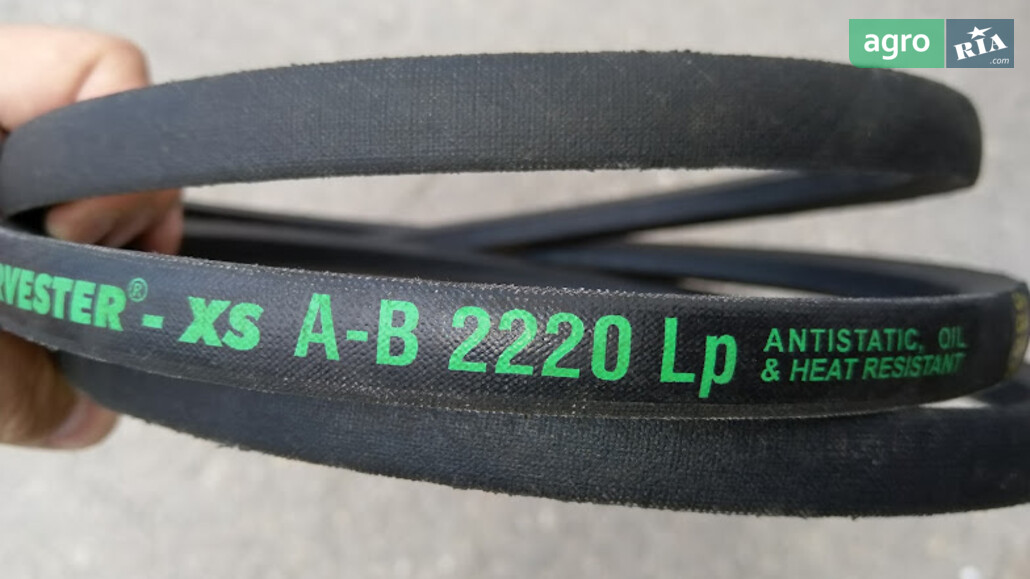 agro
RIA
.com
RVESTER® - XS A-B 2220 Lp
ANTISTATIC, OIL
& HEAT RESISTANT